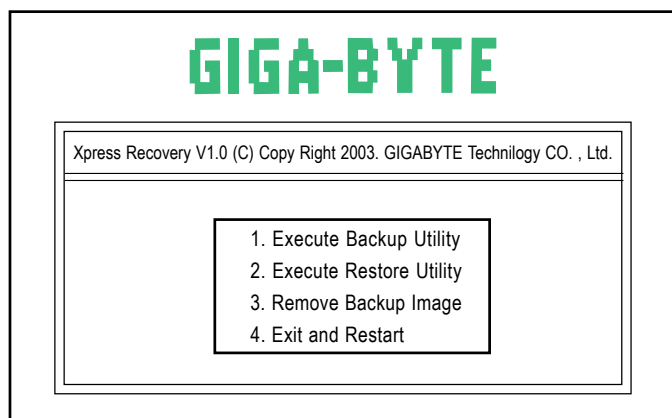 GIGA-BYTE
Xpress Recovery V1.0 (C) Copy Right 2003. GIGABYTE Technilogy CO. , Ltd.
1. Execute Backup Utility
2. Execute Restore Utility
3. Remove Backup Image
4. Exit and Restart